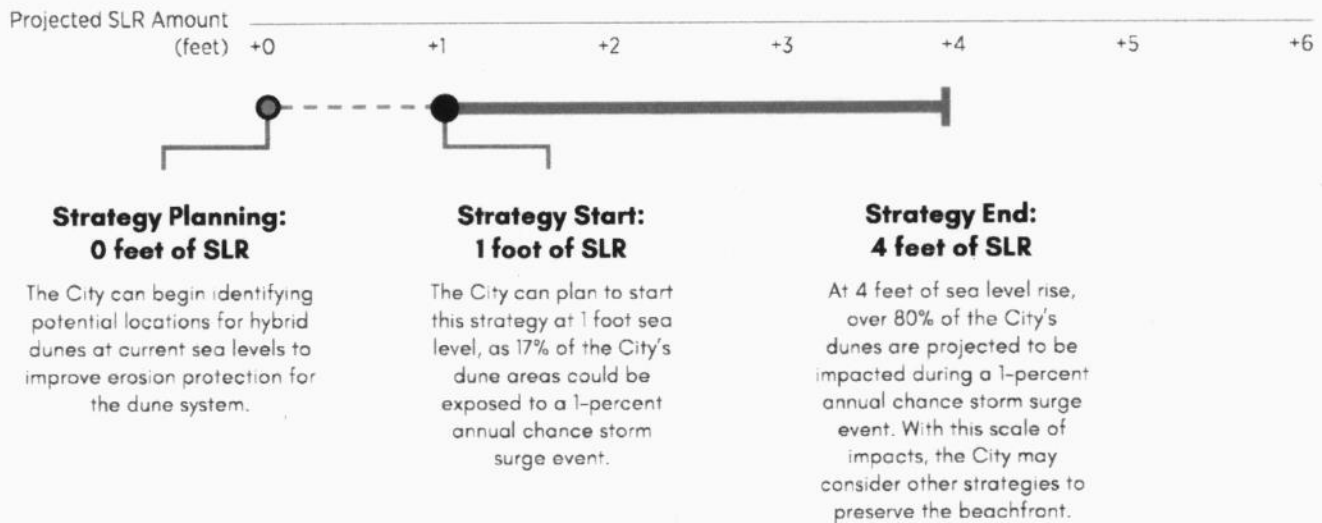 Projected SLR Amount
(feet) +0 +1 +2 +3 +4 +5 +6
Strategy Planning:
0 feet of SLR
The City can begin identifying
potential locations for hybrid
dunes at current sea levels to
improve erosion protection for
the dune system.
Strategy Start:
1 foot of SLR
The City can plan to start
this strategy at 1 foot sea
level, as 17% of the City's
dune areas could be
exposed to a 1-percent
annual chance storm
surge event.
Strategy End:
4 feet of SLR
At 4 feet of sea level rise,
over 80% of the City's
dunes are projected to be
impacted during a 1-percent
annual chance storm surge
event. With this scale of
impacts, the City may
consider other strategies to
preserve the beachfront.